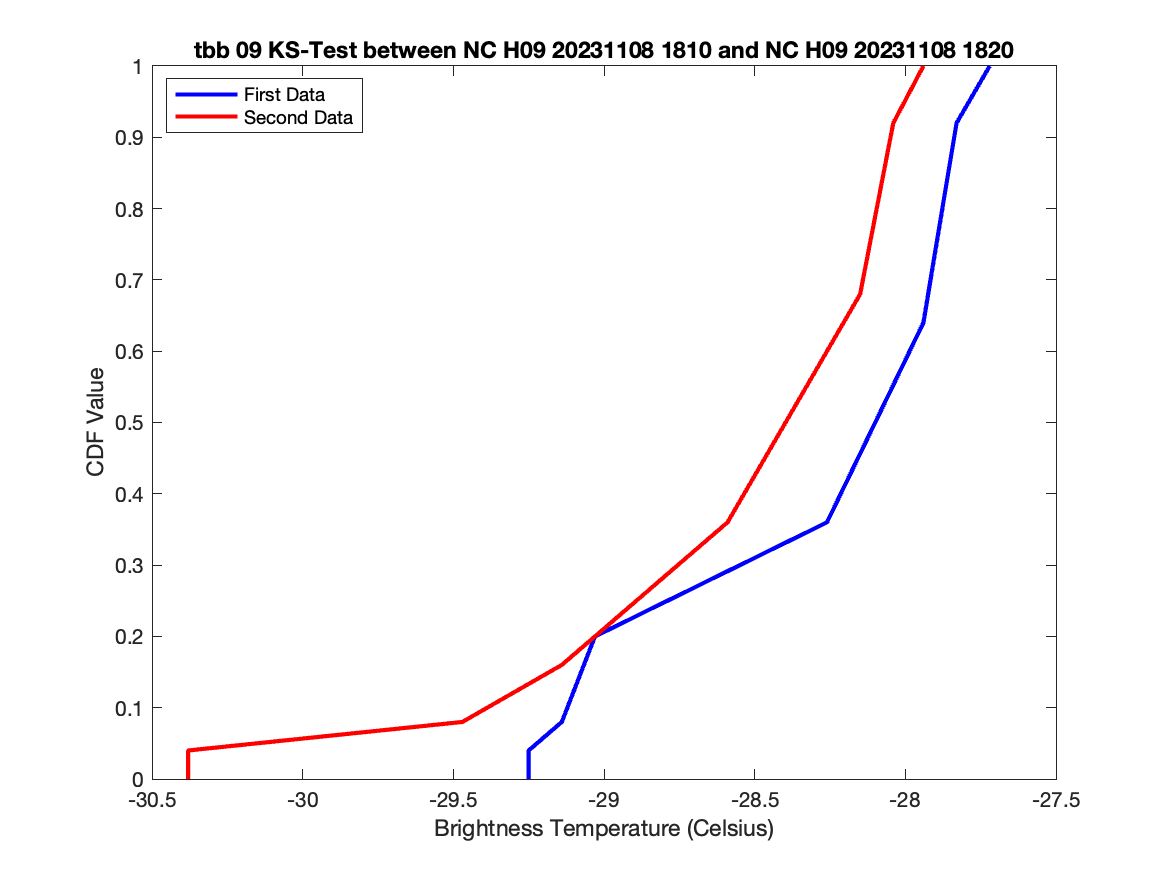 tbb 09 KS-Test between NC H09 20231108 1810 and NC H09 20231108 1820
First Data
Second Data
1
0.9
0.8
0.7
0.6
0.5
0.4
0.3
0.2
0.1
0
CDF Value
-30.5 -30 -29.5 -29 -28.5 -28 -27.5
Brightness Temperature (Celsius)